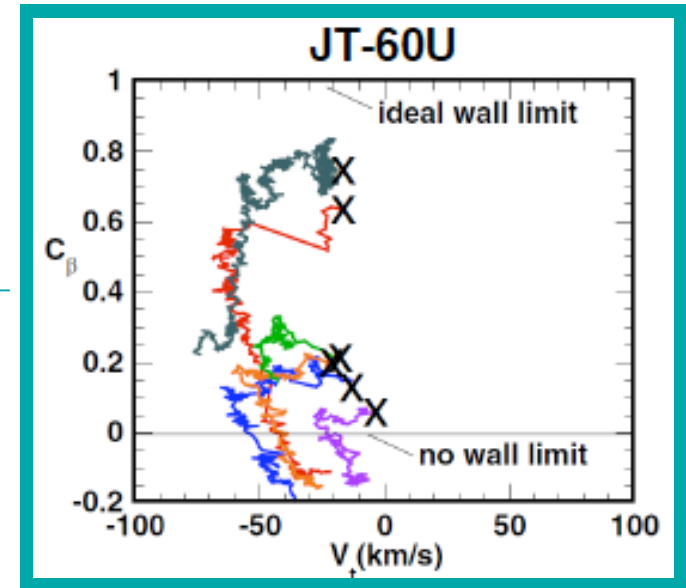 JT-60U
1
ideal wall limit
0.8
0.6
Cβ
0.4
0.2
0
no wall limit
-0.2
-100 -50 0 50 100
Vt(km/s)
X
X
X
X
X
X